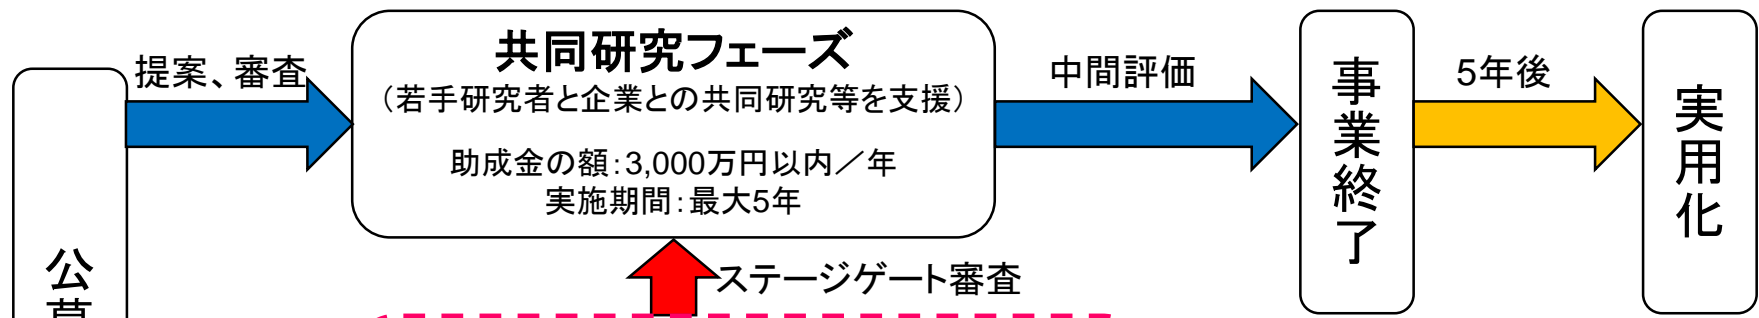 提案、審査
共同研究フェーズ
（若手研究者と企業との共同研究等を支援）
助成金の額：3,000万円以内／年
実施期間：最大5年
中間評価
事業終了
5年後
実用化
ステージゲート審査
公募